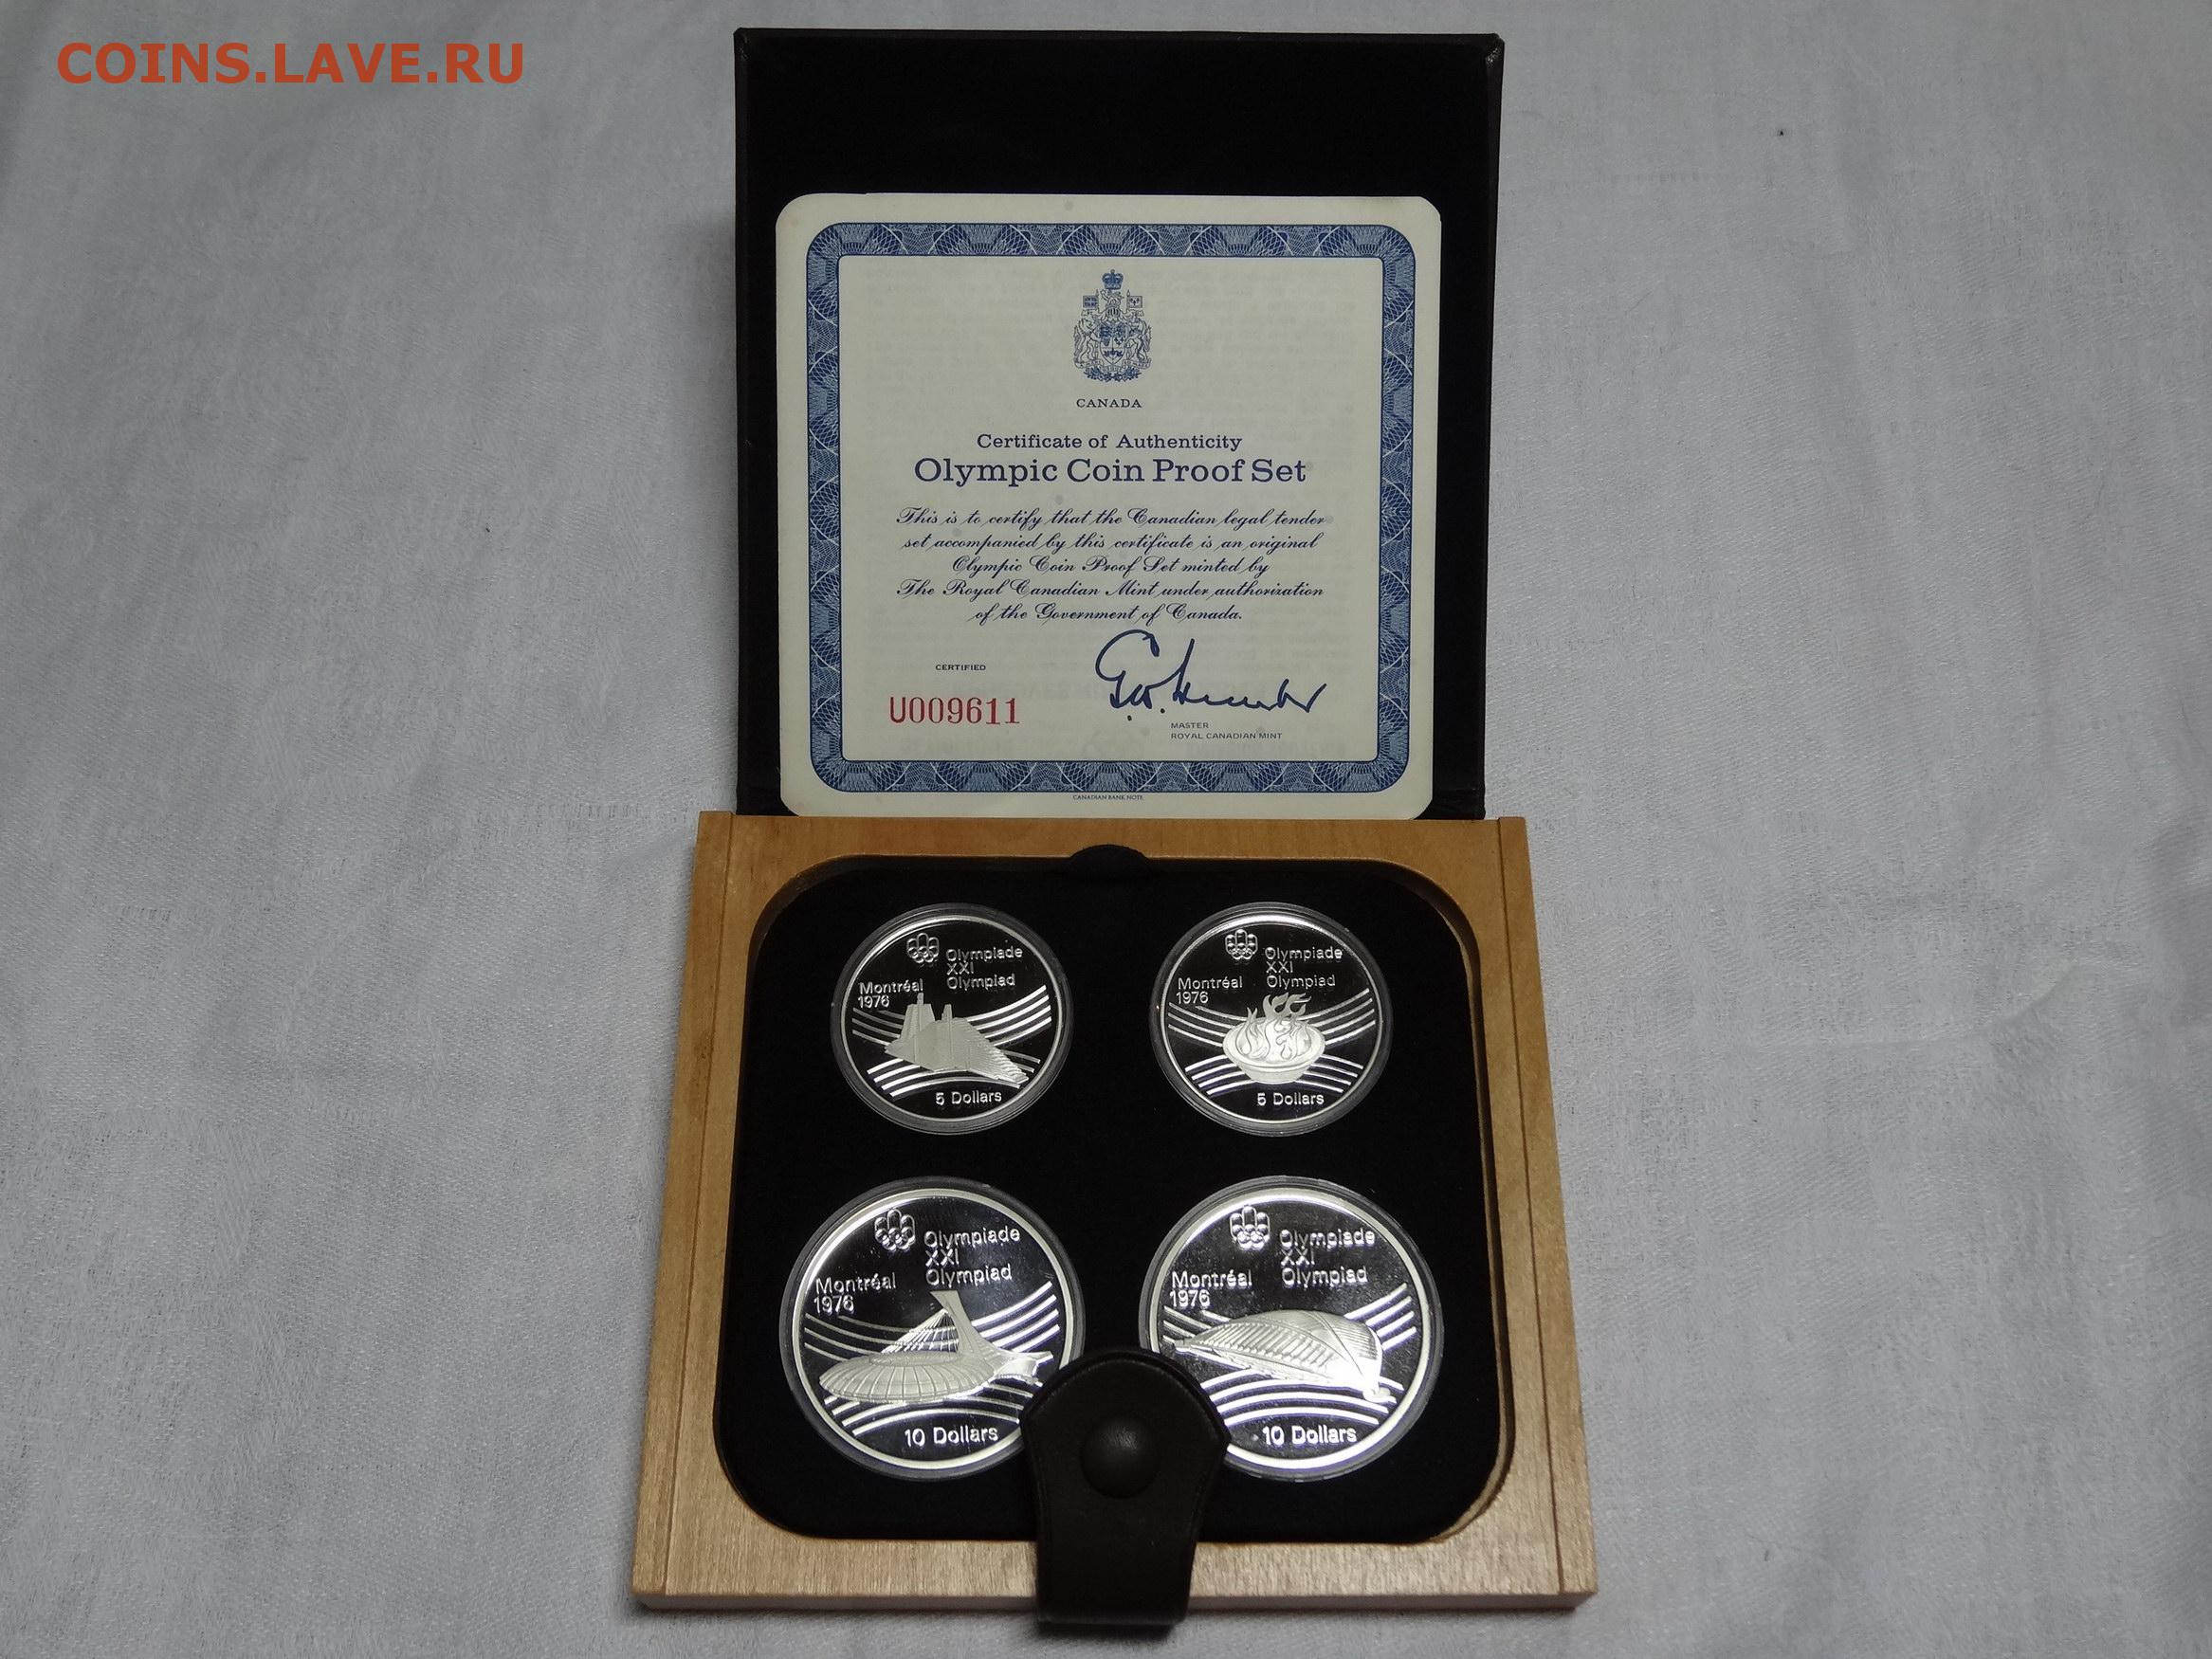 COINS.LAVE.RU
CANADA
Certificate of Authenticity
Olympic Coin Proof Set
This is to certify that the Canadian legal tender
set accompanied by this certificate is an original
Olympic Coin Proof Set minted by
The Royal Canadian Mint under authorization
of the Government of Canada.
CERTIFIED
U009611
MASTER
ROYAL CANADIAN MINT
CANADIAN BANK NOTE
Olympiade
XXI
Olympiad
Montréal
1976
5 Dollars
Olympiade
XXI
Olympiad
Montréal
1976
5 Dollars
Olympiade
XXI
Olympiad
Montréal
1976
10 Dollars
Olympiade
XXI
Olympiad
Montréal
1976
10 Dollars